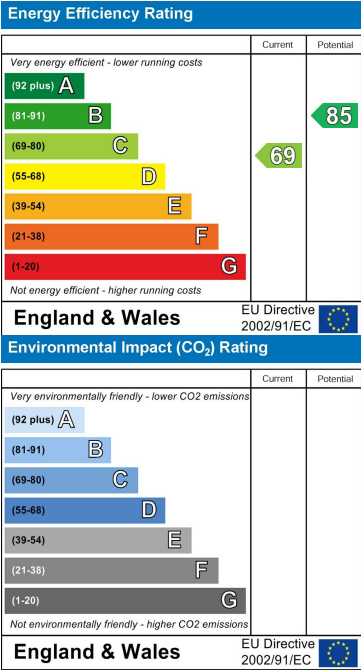 Energy Efficiency Rating
Current Potential
Very energy efficient - lower running costs
(92 plus) A
(81-91) B
85
(69-80) C
69
(55-68) D
(39-54) E
(21-38) F
(1-20) G
Not energy efficient - higher running costs
England & Wales
EU Directive
2002/91/EC
Environmental Impact (CO₂) Rating
Current Potential
Very environmentally friendly - lower CO2 emissions
(92 plus) A
(81-91) B
(69-80) C
(55-68) D
(39-54) E
(21-38) F
(1-20) G
Not environmentally friendly - higher CO2 emissions
England & Wales
EU Directive
2002/91/EC